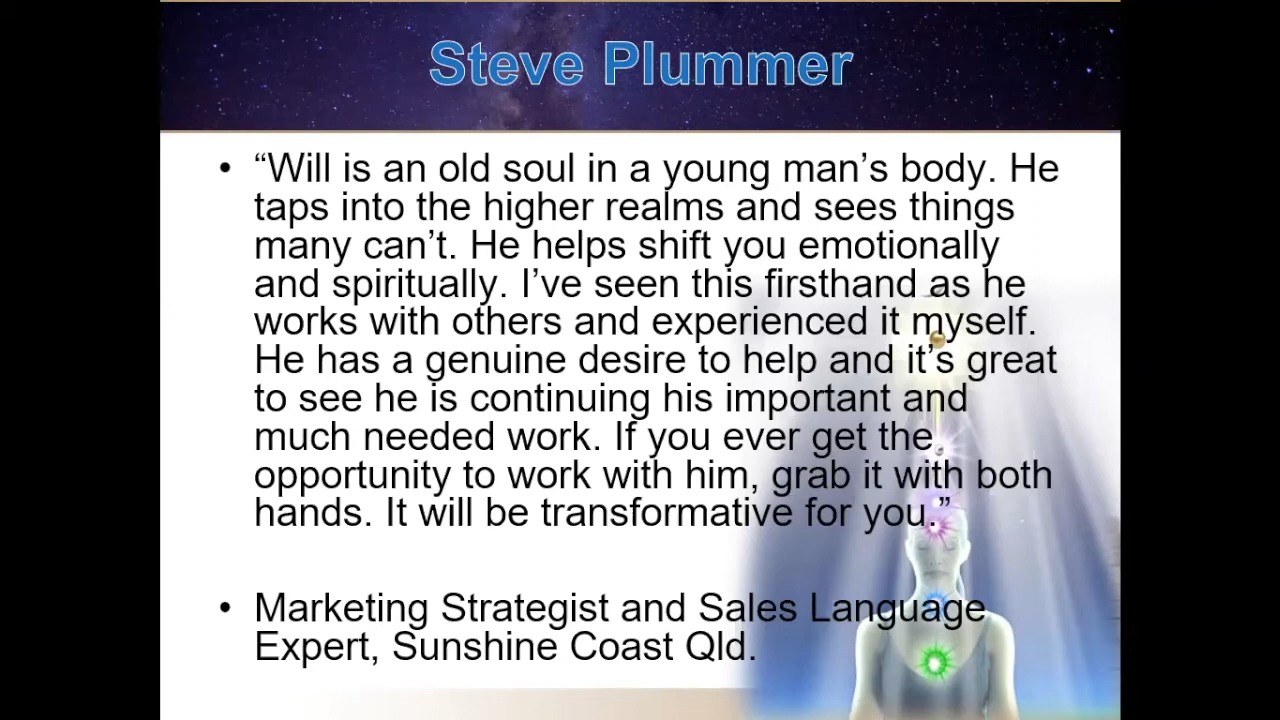 Steve Plummer
• “Will is an old soul in a young man’s body. He
taps into the higher realms and sees things
many can’t. He helps shift you emotionally
and spiritually. I’ve seen this firsthand as he
works with others and experienced it myself.
He has a genuine desire to help and it’s great
to see he is continuing his important and
much needed work. If you ever get the
opportunity to work with him, grab it with both
hands. It will be transformative for you.”
• Marketing Strategist and Sales Language
Expert, Sunshine Coast Qld.